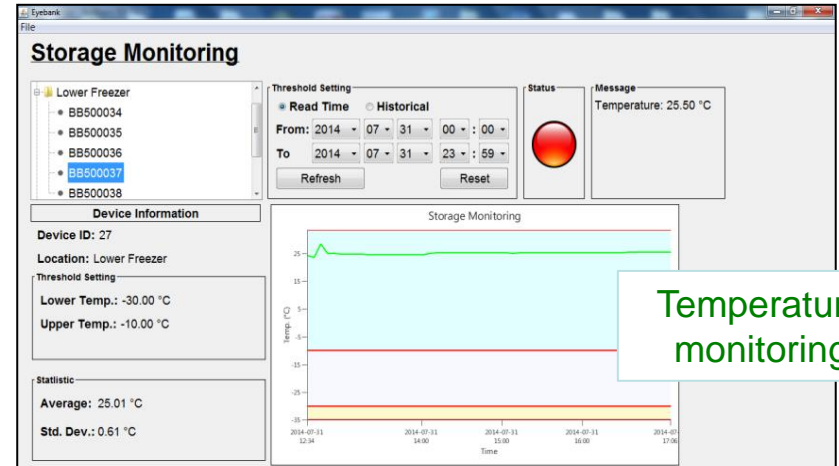 Eyebank
File
Storage Monitoring
Lower Freezer
BB500034
BB500035
BB500036
BB500037
BB500038
Threshold Setting
Read Time Historical
From: 2014 07 31 00 : 00
To 2014 07 31 23 : 59
Refresh Reset
Status
Message
Temperature: 25.50 °C
Device Information
Device ID: 27
Location: Lower Freezer
Threshold Setting
Lower Temp.: -30.00 °C
Upper Temp.: -10.00 °C
Statlistic
Average: 25.01 °C
Std. Dev.: 0.61 °C
Storage Monitoring
Temp. (°C)
25
15
5
-5
-15
-25
-35
2014-07-31 2014-07-31 2014-07-31 2014-07-31 2014-07-
12:34 14:00 15:00 16:00 17:06
Time
Temperatur
monitoring